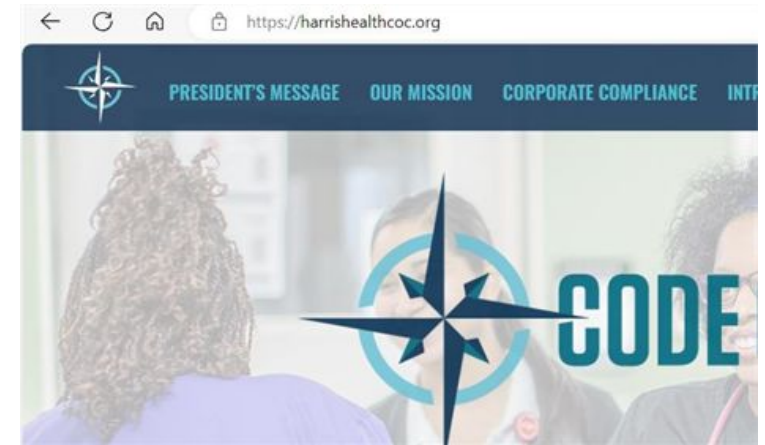 https://harrishealthcoc.org
PRESIDENT'S MESSAGE OUR MISSION CORPORATE COMPLIANCE
CODE